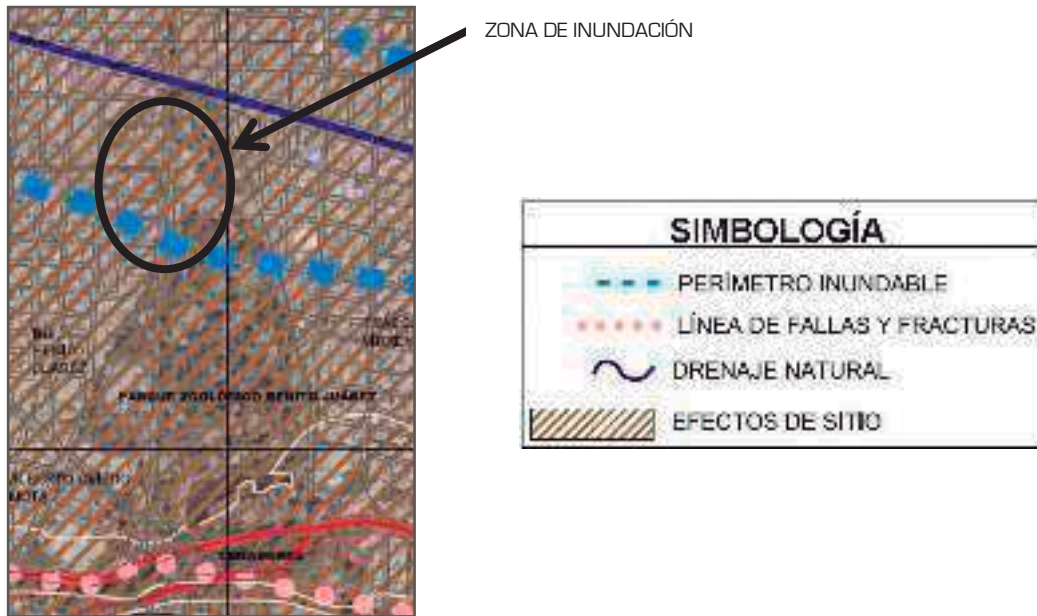 ZONA DE INUNDACIÓN
PARQUE ZOOLÓGICO BENITO JUÁREZ
SIMBOLOGÍA
PERÍMETRO INUNDABLE
LÍNEA DE FALLAS Y FRACTURAS
DRENAJE NATURAL
EFECTOS DE SITIO